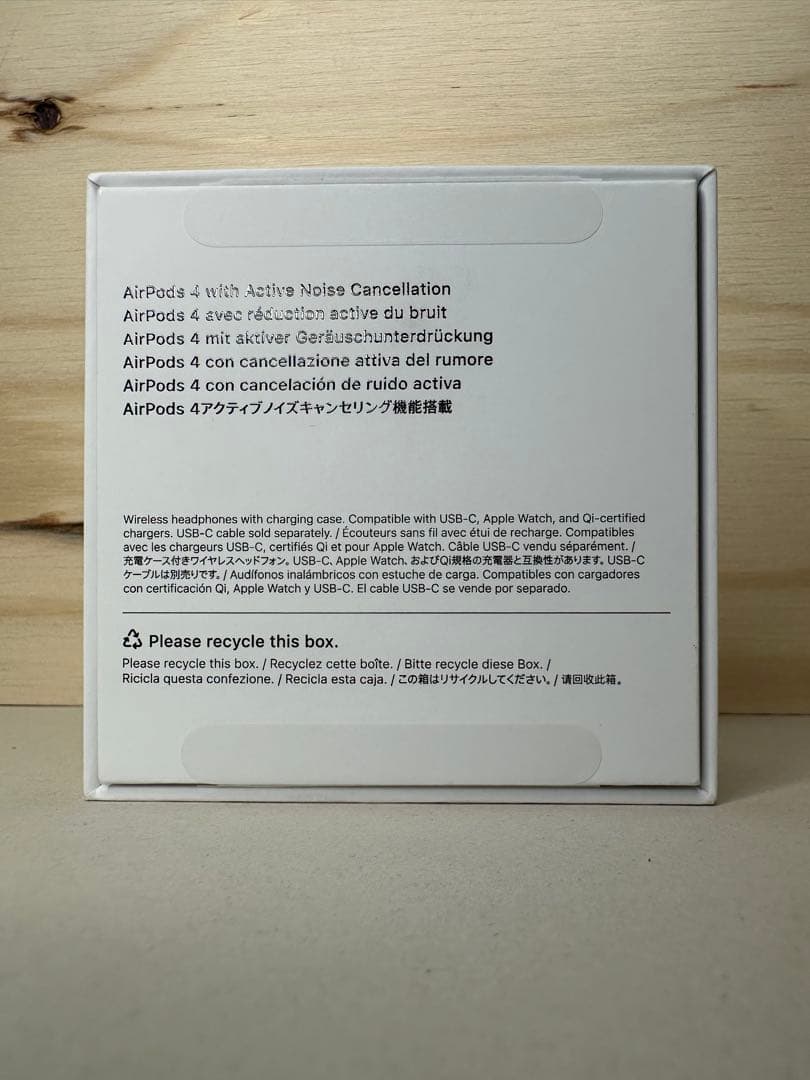 AirPods 4 with Active Noise Cancellation
AirPods 4 avec réduction active du bruit
AirPods 4 mit aktiver Geräuschunterdrückung
AirPods 4 con cancellazione attiva del rumore
AirPods 4 con cancelación de ruido activa
AirPods 4アクティブノイズキャンセリング機能搭載
Wireless headphones with charging case. Compatible with USB-C, Apple Watch, and Qi-certified
chargers. USB-C cable sold separately. / Écouteurs sans fil avec étui de recharge. Compatibles
avec les chargeurs USB-C, certifiés Qi et pour Apple Watch. Câble USB-C vendu séparément. /
充電ケース付きワイヤレスヘッドフォン。USB-C、Apple Watch、およびQi規格の充電器と互換性があります。USB-C
ケーブルは別売りです。/ Audífonos inalámbricos con estuche de carga. Compatibles con cargadores
con certificación Qi, Apple Watch y USB-C. El cable USB-C se vende por separado.
Please recycle this box.
Please recycle this box. / Recyclez cette boîte. / Bitte recycle diese Box. /
Ricicla questa confezione. / Recicla esta caja. / この箱はリサイクルしてください。/ 请回收此箱。